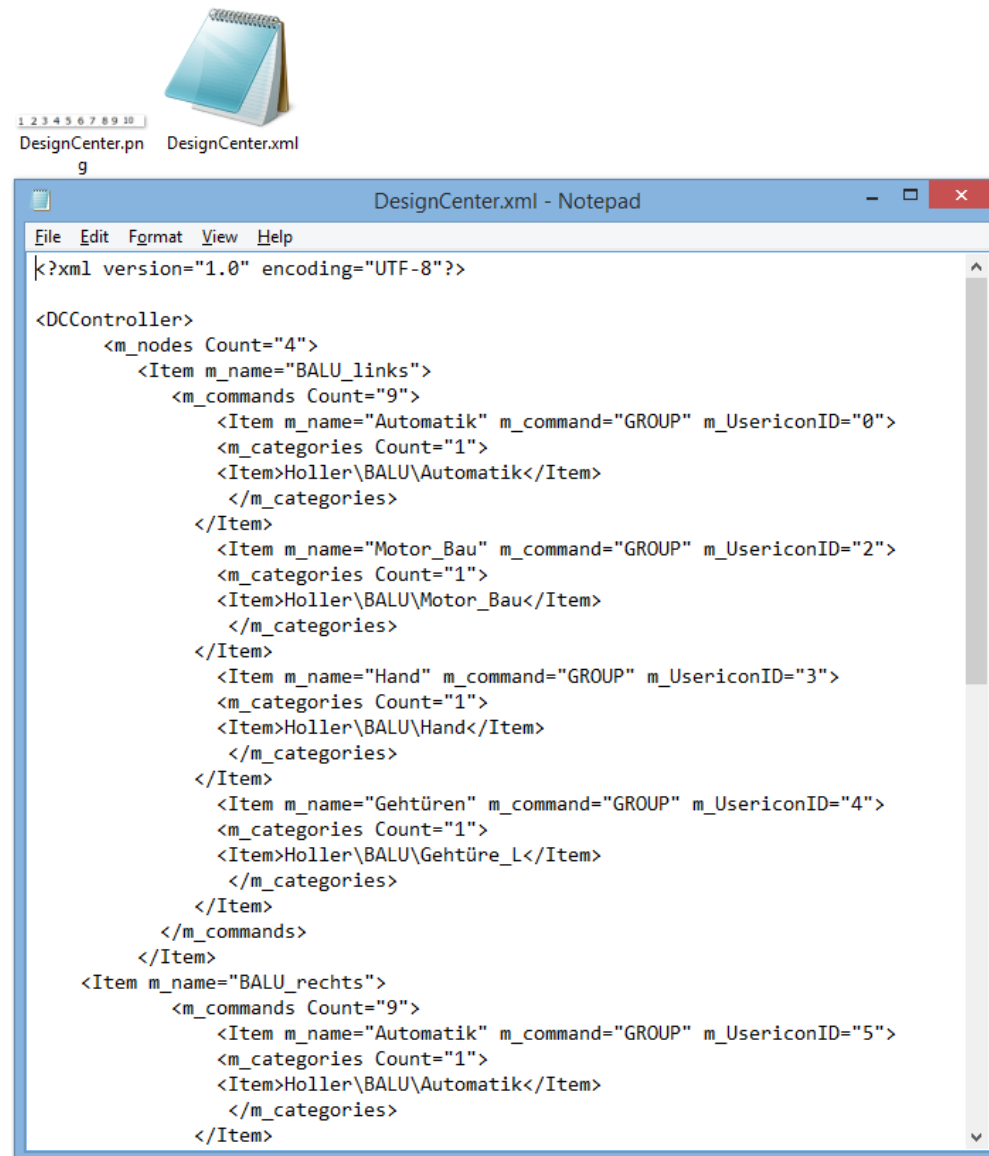 1 2 3 4 5 6 7 8 9 10
DesignCenter.pn
g
DesignCenter.xml
DesignCenter.xml - Notepad
File Edit Format View Help
<?xml version="1.0" encoding="UTF-8"?>
<DCController>
<m_nodes Count="4">
<Item m_name="BALU_links">
<m_commands Count="9">
<Item m_name="Automatik" m_command="GROUP" m_UsericonID="0">
<m_categories Count="1">
<Item>Holler\BALU\Automatik</Item>
</m_categories>
</Item>
<Item m_name="Motor_Bau" m_command="GROUP" m_UsericonID="2">
<m_categories Count="1">
<Item>Holler\BALU\Motor_Bau</Item>
</m_categories>
</Item>
<Item m_name="Hand" m_command="GROUP" m_UsericonID="3">
<m_categories Count="1">
<Item>Holler\BALU\Hand</Item>
</m_categories>
</Item>
<Item m_name="Gehtüren" m_command="GROUP" m_UsericonID="4">
<m_categories Count="1">
<Item>Holler\BALU\Gehtüre_L</Item>
</m_categories>
</Item>
</m_commands>
</Item>
<Item m_name="BALU_rechts">
<m_commands Count="9">
<Item m_name="Automatik" m_command="GROUP" m_UsericonID="5">
<m_categories Count="1">
<Item>Holler\BALU\Automatik</Item>
</m_categories>
</Item>